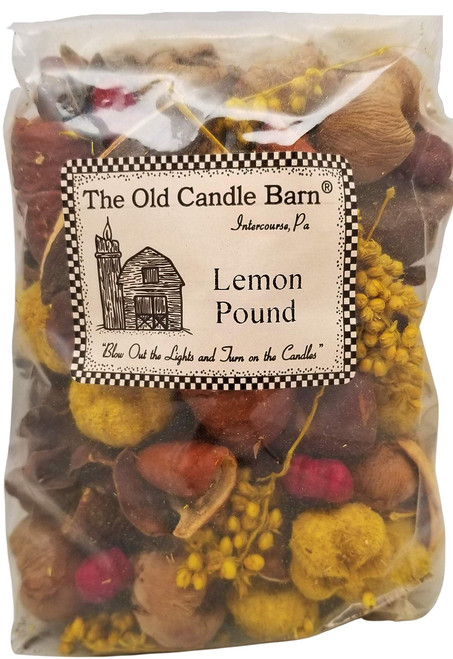 The Old Candle Barn®
Intercourse, Pa
Lemon
Pound
"Blow Out the Lights and Turn on the Candles"